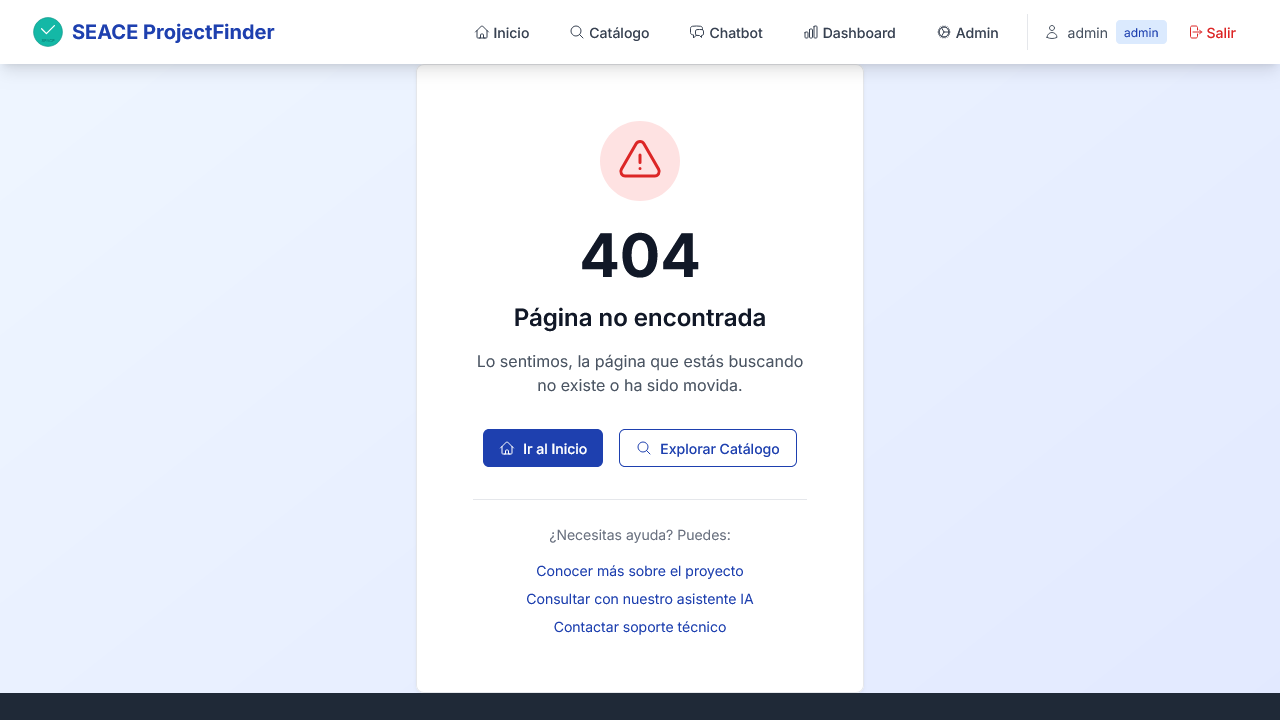 SEACE ProjectFinder
Inicio
Catálogo
Chatbot
Dashboard
Admin
admin
admin
Salir
404
Página no encontrada
Lo sentimos, la página que estás buscando
no existe o ha sido movida.
Ir al Inicio
Explorar Catálogo
¿Necesitas ayuda? Puedes:
Conocer más sobre el proyecto
Consultar con nuestro asistente IA
Contactar soporte técnico